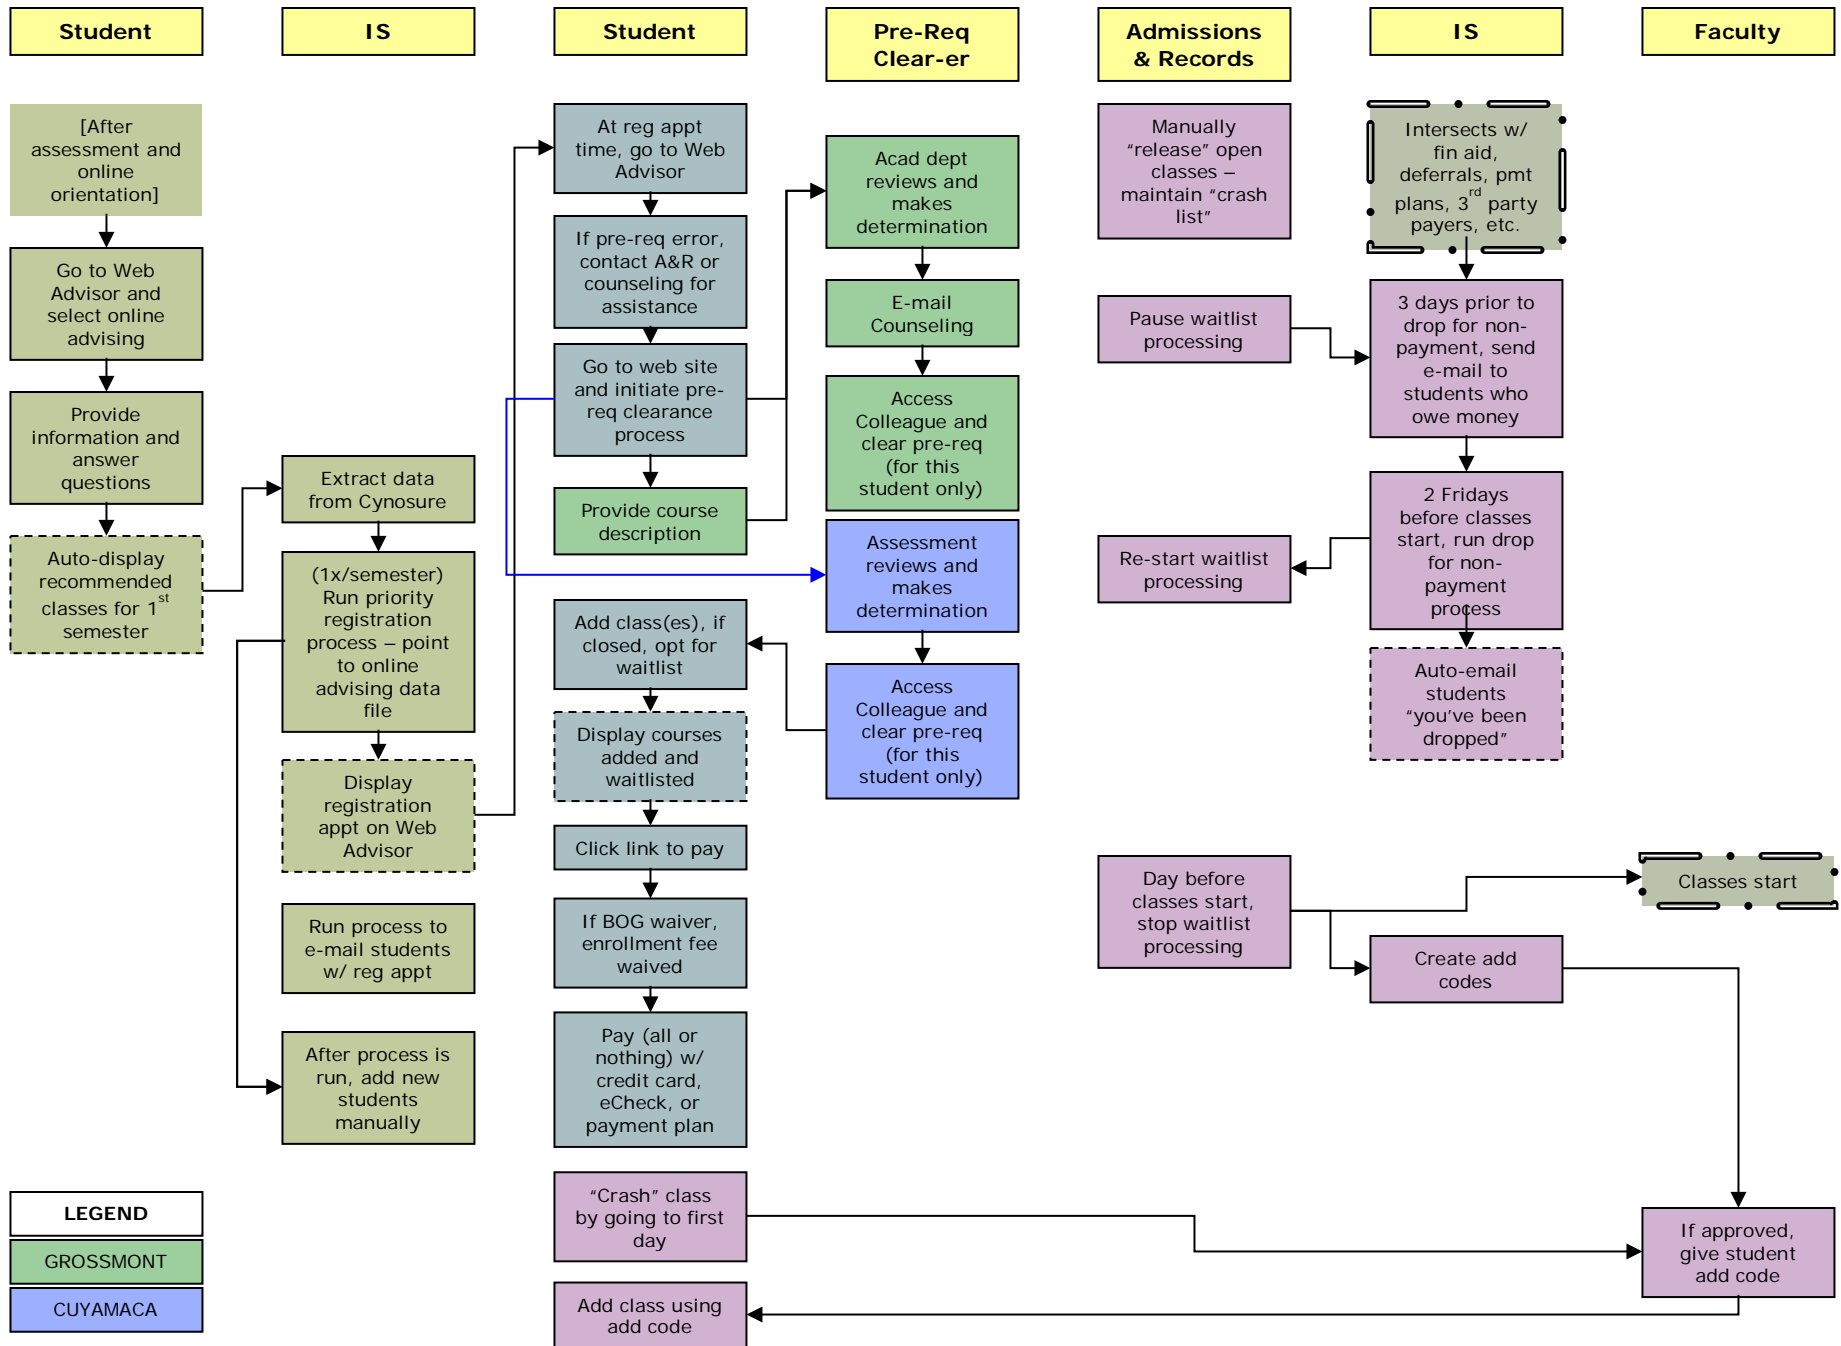 Student
IS
Student
Pre-Req
Clear-er
Admissions
& Records
IS
Faculty
[After
assessment and
online
orientation]
Go to Web
Advisor and
select online
advising
Provide
information and
answer
questions
Auto-display
recommended
classes for 1st
semester
Extract data
from Cynosure
(1x/semester)
Run priority
registration
process – point
to online
advising data
file
Display
registration
appt on Web
Advisor
Run process to
e-mail students
w/ reg appt
After process is
run, add new
students
manually
At reg appt
time, go to Web
Advisor
If pre-req error,
contact A&R or
counseling for
assistance
Go to web site
and initiate pre-
req clearance
process
Provide course
description
Add class(es), if
closed, opt for
waitlist
Display courses
added and
waitlisted
Click link to pay
If BOG waiver,
enrollment fee
waived
Pay (all or
nothing) w/
credit card,
eCheck, or
payment plan
“Crash” class
by going to first
day
Add class using
add code
Acad dept
reviews and
makes
determination
E-mail
Counseling
Access
Colleague and
clear pre-req
(for this
student only)
Assessment
reviews and
makes
determination
Access
Colleague and
clear pre-req
(for this
student only)
Manually
“release” open
classes –
maintain “crash
list”
Pause waitlist
processing
Re-start waitlist
processing
Day before
classes start,
stop waitlist
processing
Intersects w/
fin aid,
deferrals, pmt
plans, 3rd party
payers, etc.
3 days prior to
drop for non-
payment, send
e-mail to
students who
owe money
2 Fridays
before classes
start, run drop
for non-
payment
process
Auto-email
students
“you’ve been
dropped”
Create add
codes
Classes start
If approved,
give student
add code
LEGEND
GROSSMONT
CUYAMACA